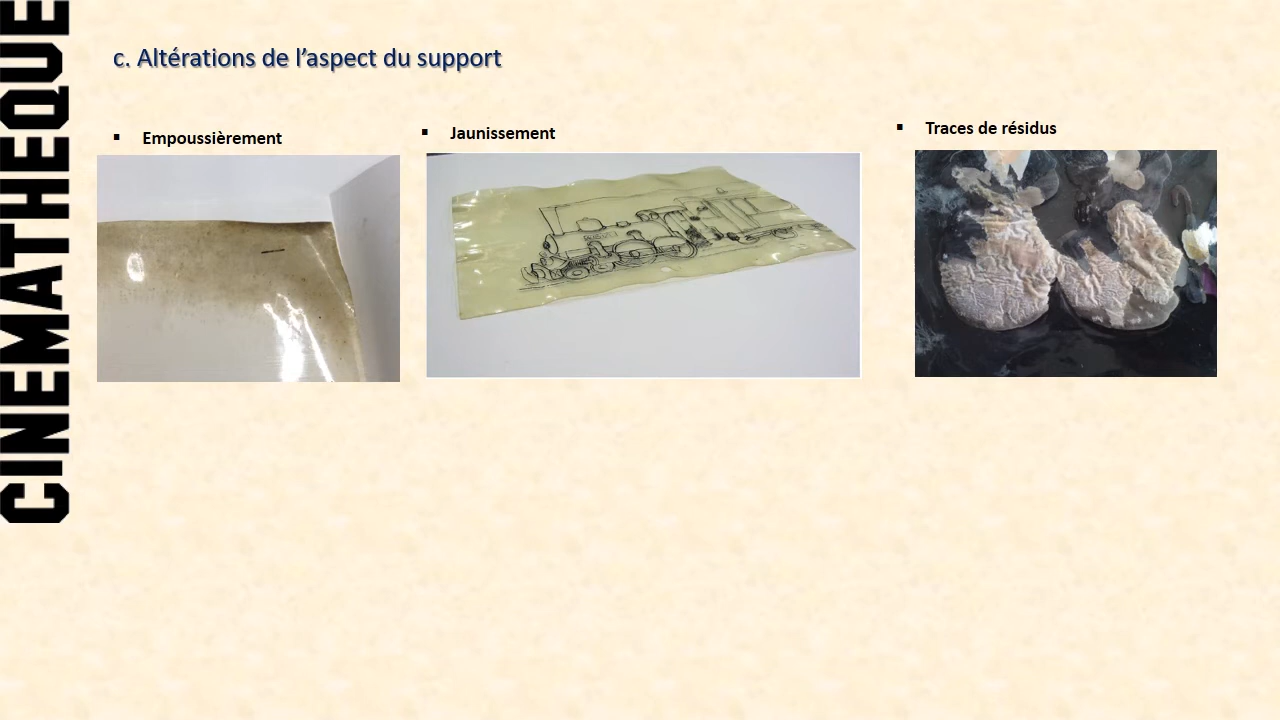 CINEMATHEQUE
c. Altérations de l’aspect du support
▪ Empoussièrement
▪ Jaunissement
▪ Traces de résidus